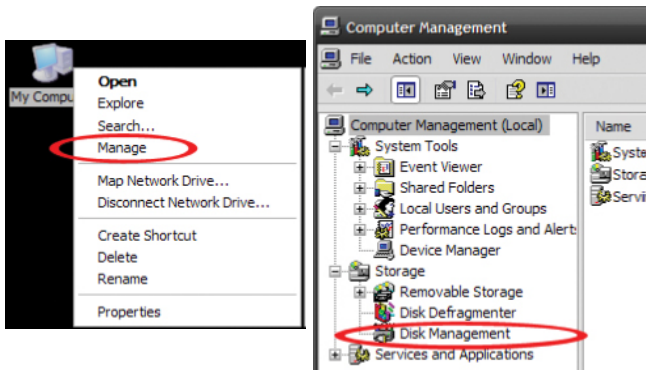 My Compu
Open
Explore
Search...
Manage
Map Network Drive...
Disconnect Network Drive...
Create Shortcut
Delete
Rename
Properties
Computer Management
File Action View Window Help
Computer Management (Local)
System Tools
Event Viewer
Shared Folders
Local Users and Groups
Performance Logs and Alerts
Device Manager
Storage
Removable Storage
Disk Defragmenter
Disk Management
Services and Applications
Name
Syste
Stora
Servi